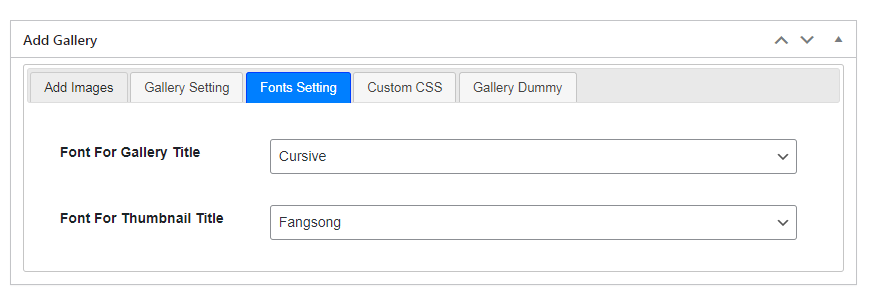 Add Gallery
Add Images Gallery Setting Fonts Setting Custom CSS Gallery Dummy
Font For Gallery Title Cursive
Font For Thumbnail Title Fangsong